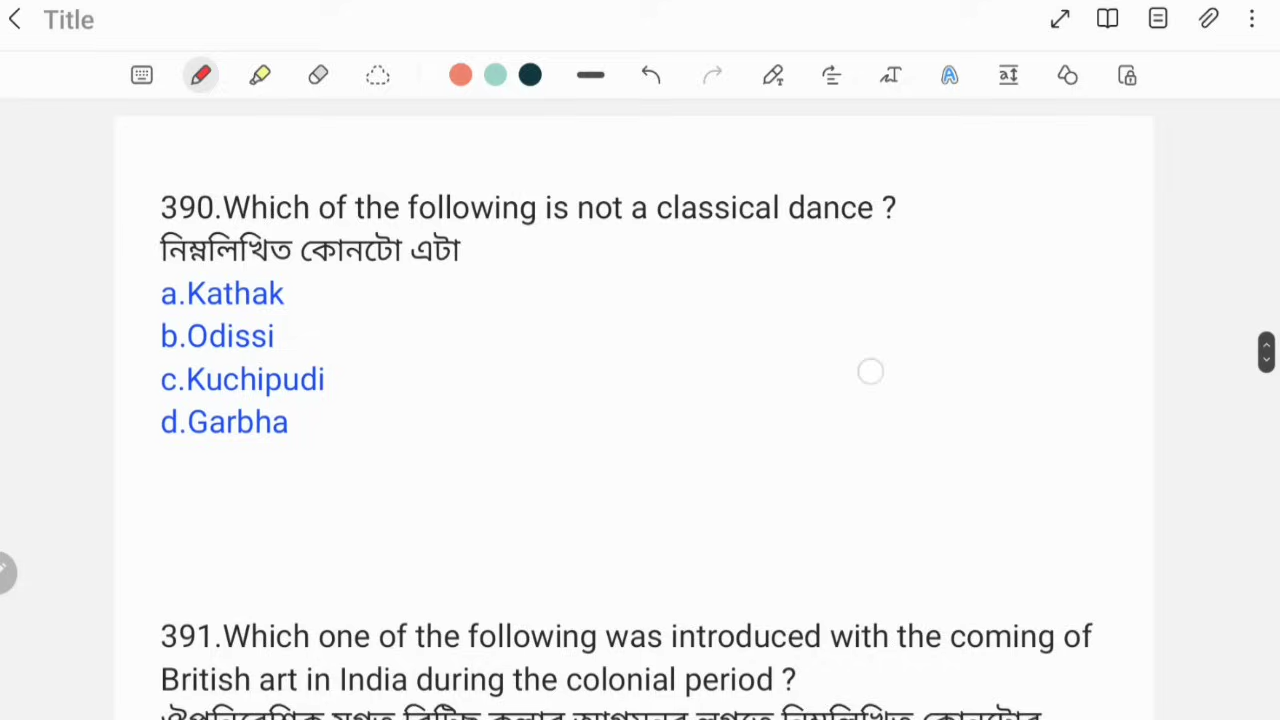 Title
390.Which of the following is not a classical dance ?
নিম্নলিখিত কোনটো এটা
a.Kathak
b.Odissi
c.Kuchipudi
d.Garbha
391.Which one of the following was introduced with the coming of
British art in India during the colonial period ?